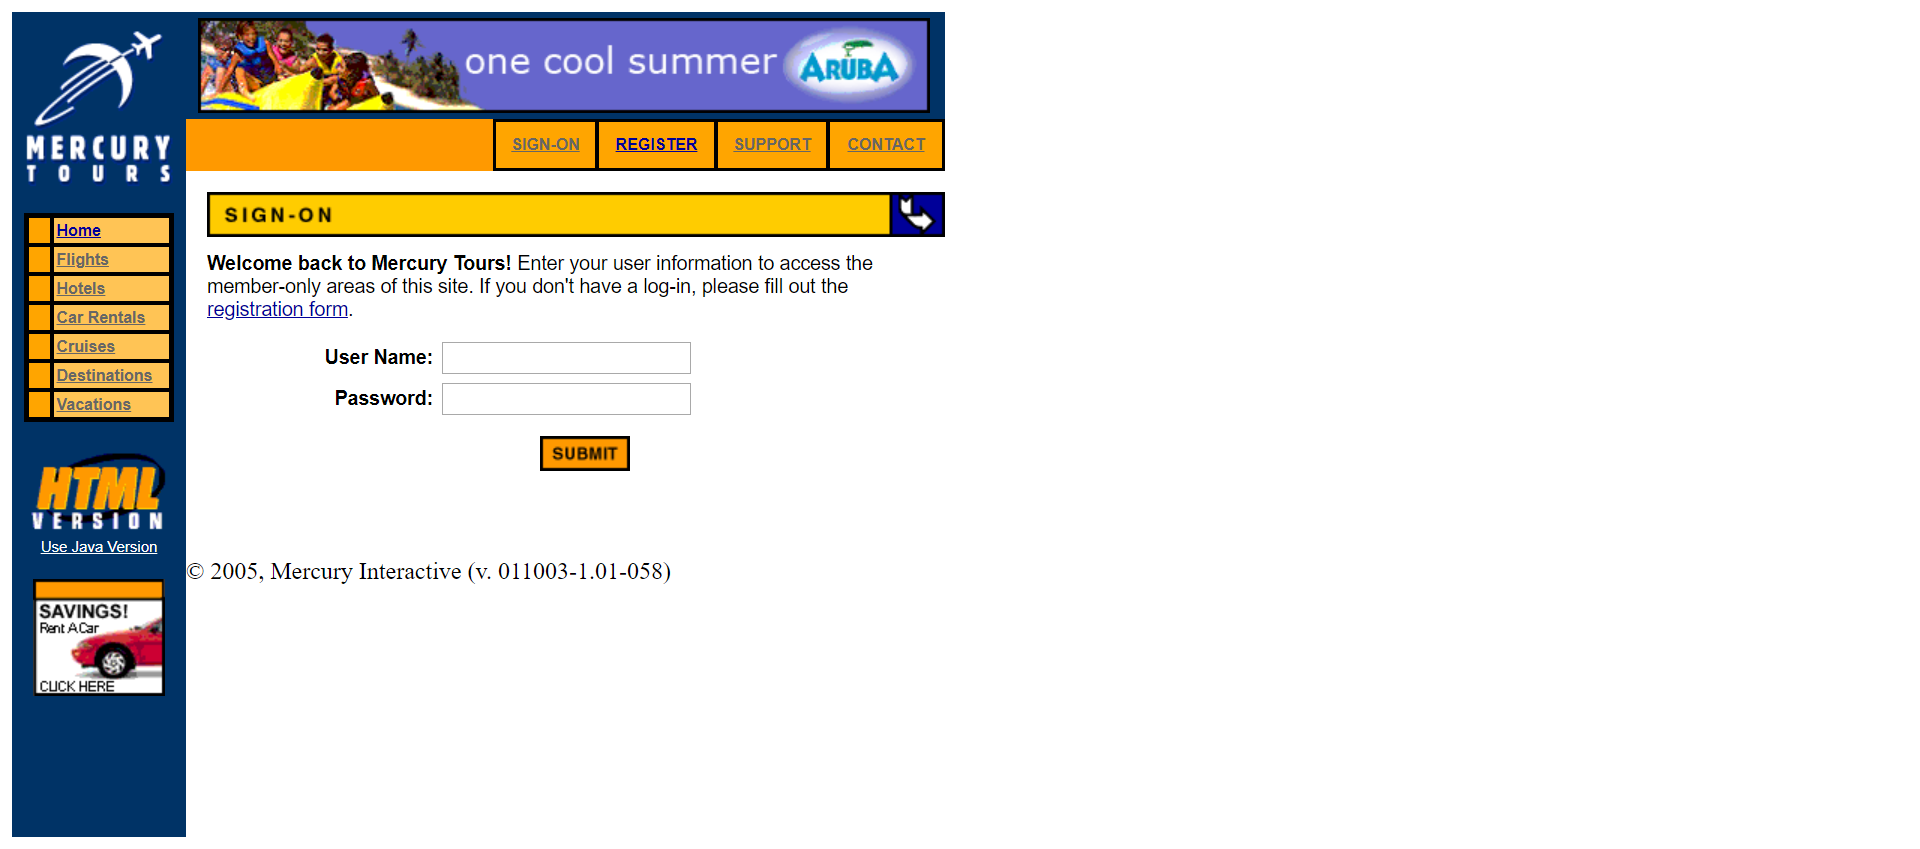 one cool summer
ARUBA
MERCURY
TOURS
SIGN-ON
REGISTER
SUPPORT
CONTACT
SIGN-ON
Home
Flights
Hotels
Car Rentals
Cruises
Destinations
Vacations
Welcome back to Mercury Tours! Enter your user information to access the
member-only areas of this site. If you don't have a log-in, please fill out the
registration form.
User Name:
Password:
SUBMIT
HTML
VERSION
Use Java Version
© 2005, Mercury Interactive (v. 011003-1.01-058)
SAVINGS!
Rent A Car
CLICK HERE